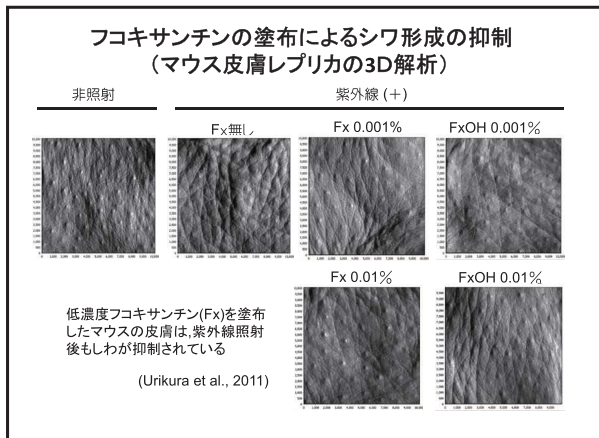 フコキサンチンの塗布によるシワ形成の抑制
（マウス皮膚レプリカの3D解析）
非照射
紫外線 (+)
Fx無し
Fx 0.001%
FxOH 0.001%
Fx 0.01%
FxOH 0.01%
低濃度フコキサンチン(Fx)を塗布
したマウスの皮膚は,紫外線照射
後もしわが抑制されている
(Urikura et al., 2011)